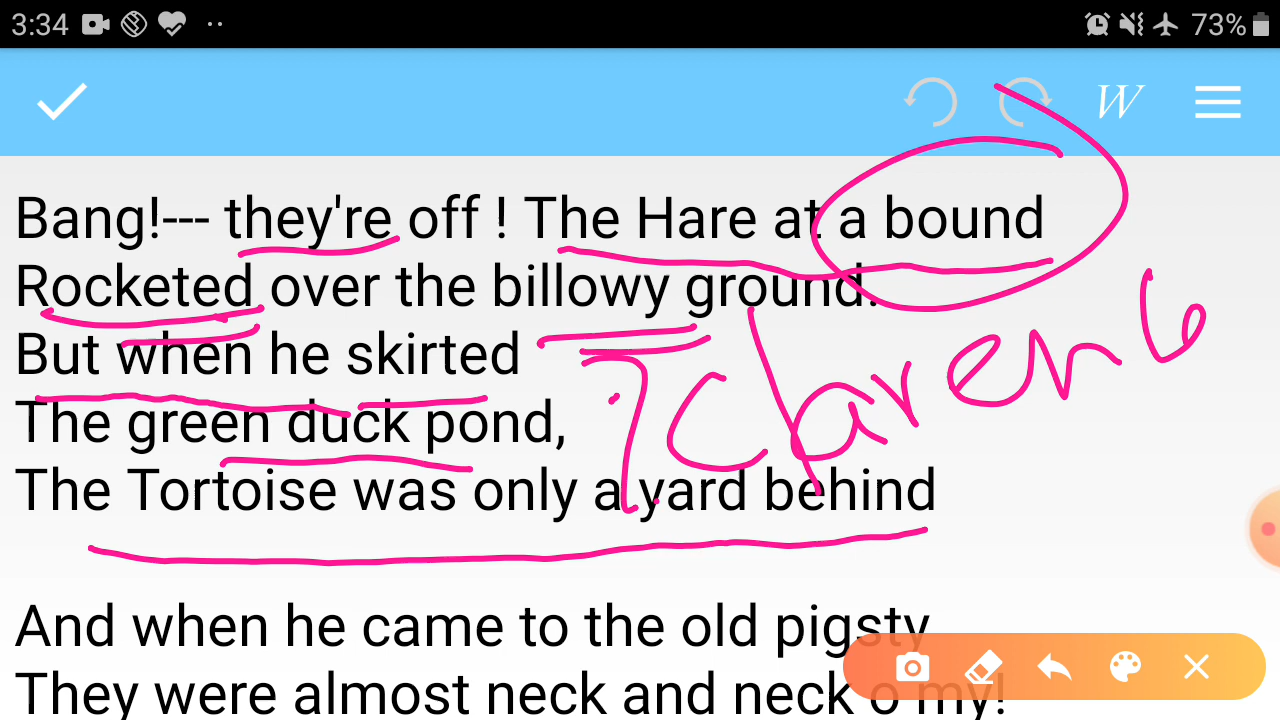 3:34 73%
W
Bang!--- they're off ! The Hare at a bound
Rocketed over the billowy ground.
But when he skirted
The green duck pond,
The Tortoise was only a yard behind
And when he came to the old pigsty
They were almost neck and neck o my!